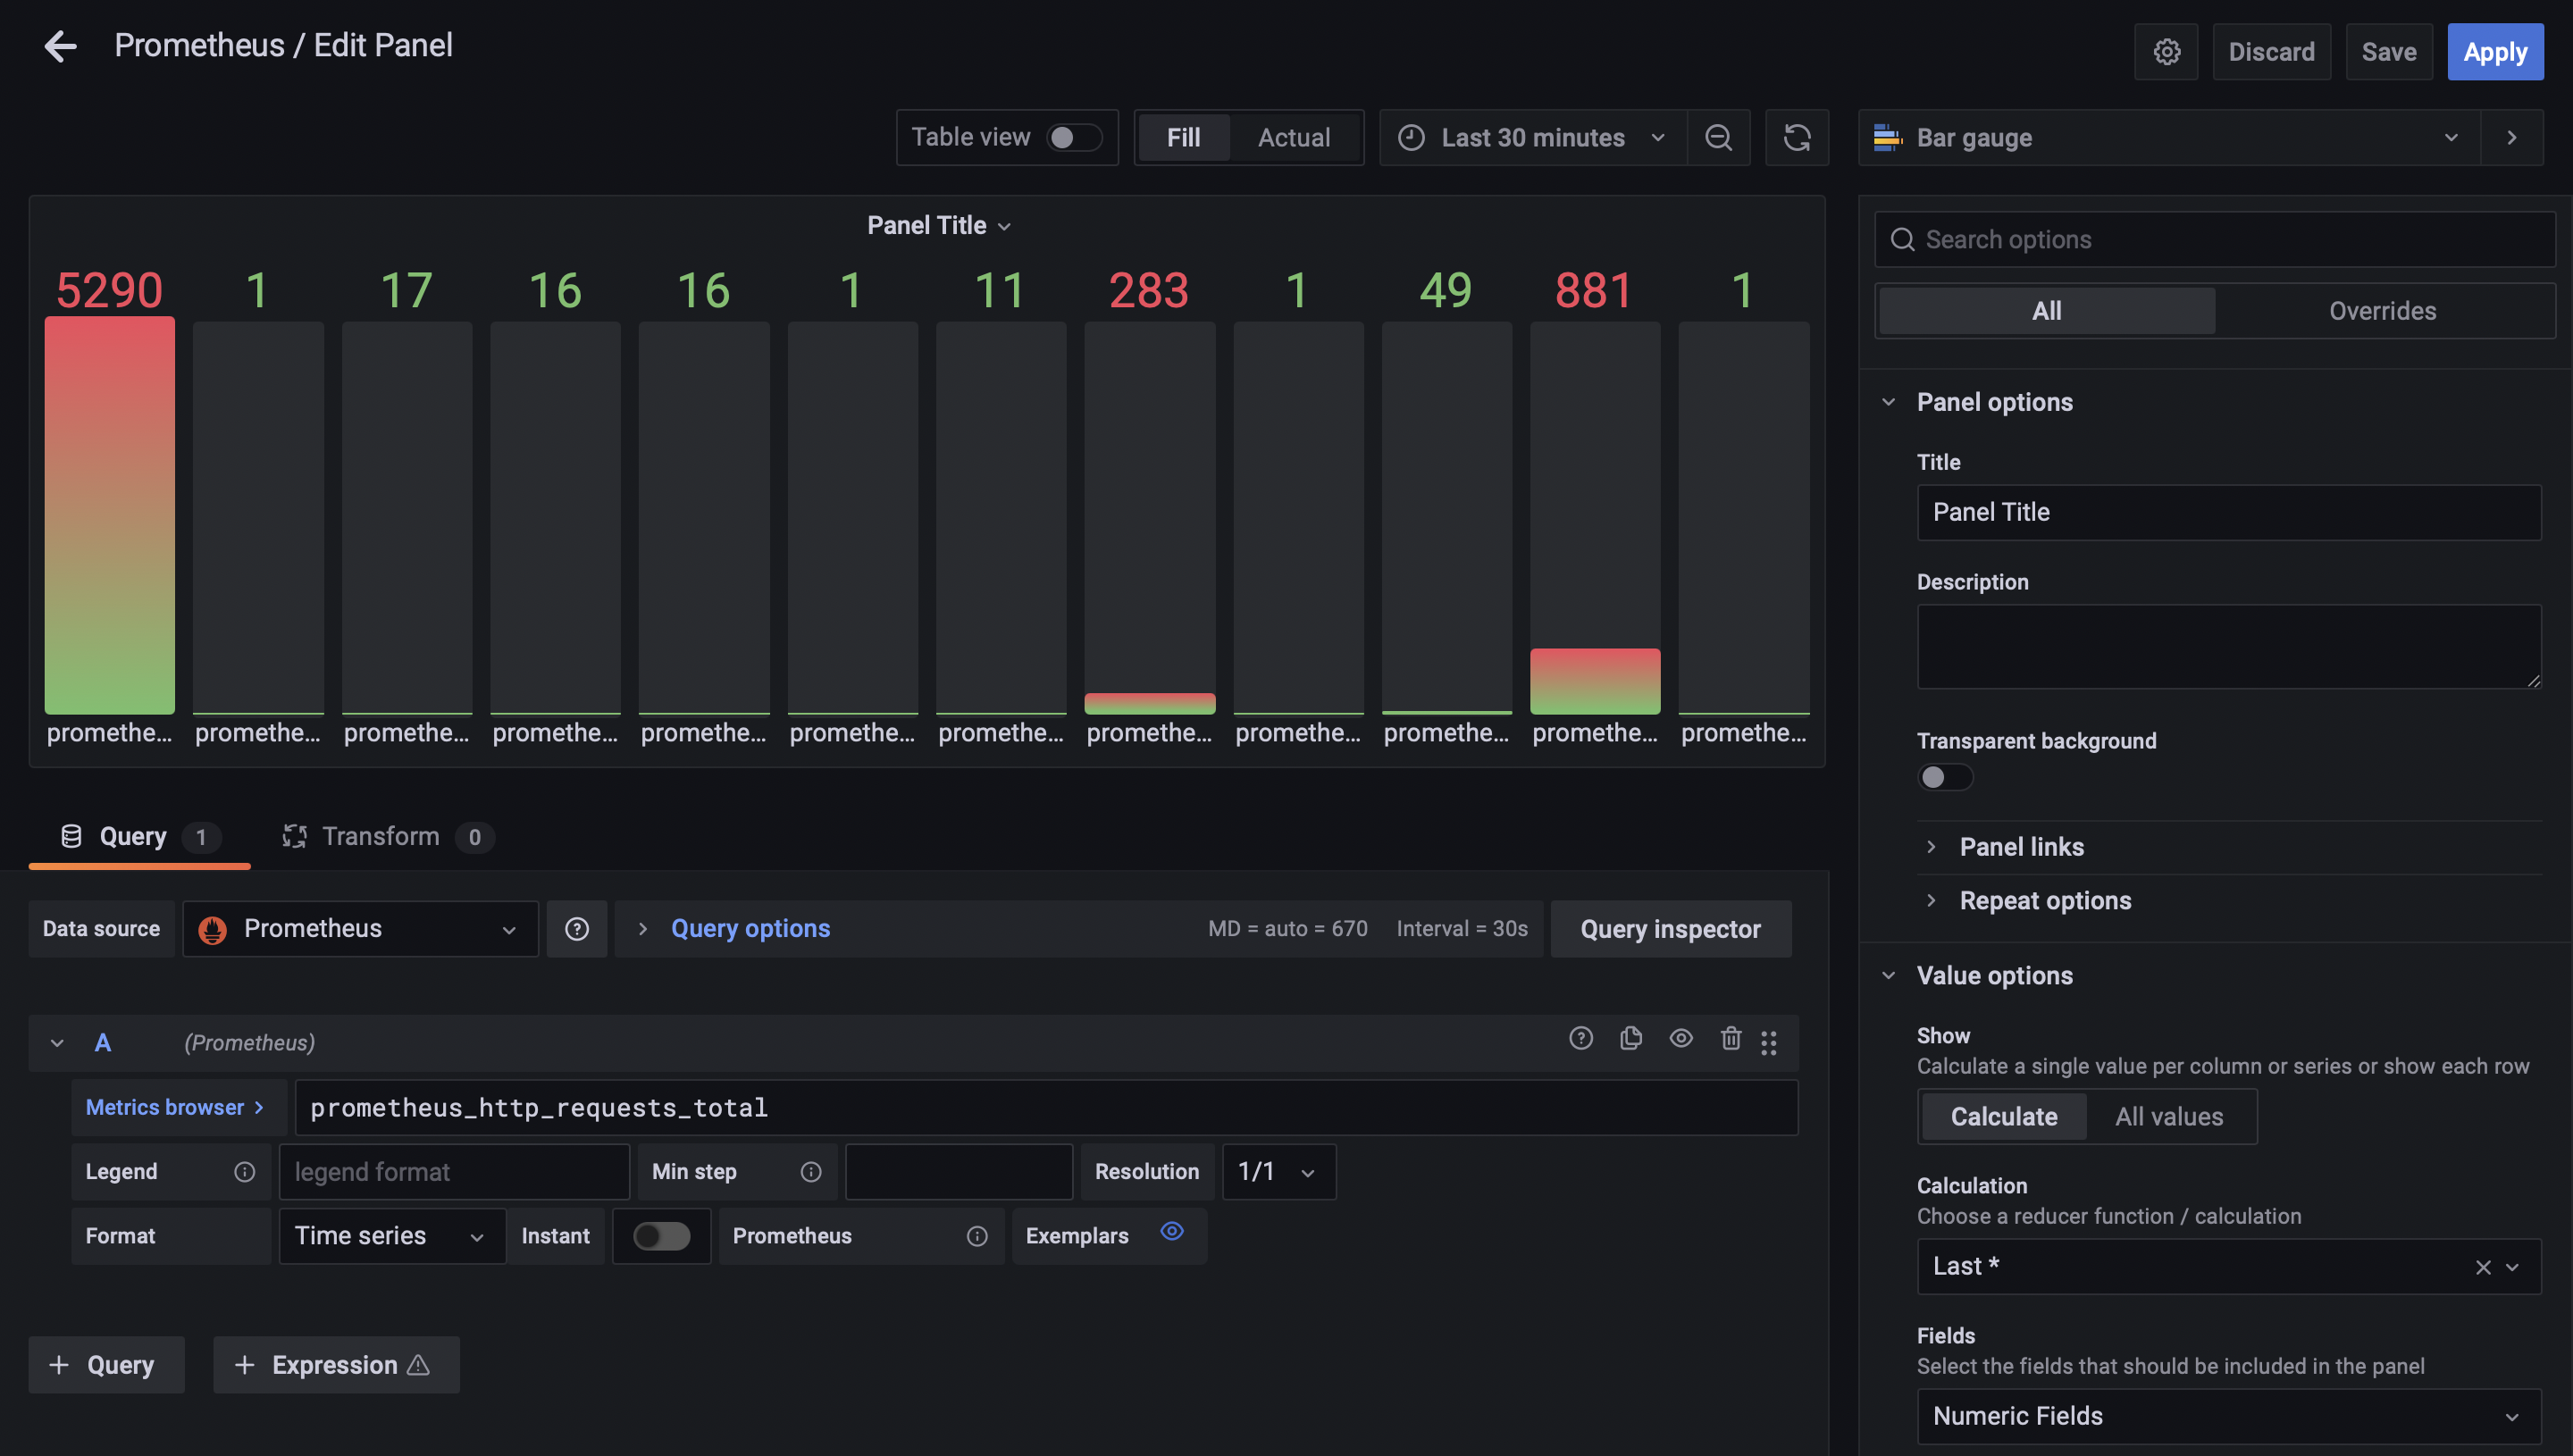 Prometheus / Edit Panel
Discard
Save
Apply
Table view
Fill
Actual
Last 30 minutes
Bar gauge
Panel Title
5290 1 17 16 16 1 11 283 1 49 881 1
promethe... promethe... promethe... promethe... promethe... promethe... promethe... promethe... promethe... promethe... promethe... promethe...
Query 1
Transform 0
Data source
Prometheus
Query options
MD = auto = 670
Interval = 30s
Query inspector
A
(Prometheus)
Metrics browser >
prometheus_http_requests_total
Legend
legend format
Min step
Resolution
1/1
Format
Time series
Instant
Prometheus
Exemplars
+ Query
+ Expression
Search options
All
Overrides
Panel options
Title
Panel Title
Description
Transparent background
Panel links
Repeat options
Value options
Show
Calculate a single value per column or series or show each row
Calculate
All values
Calculation
Choose a reducer function / calculation
Last *
Fields
Select the fields that should be included in the panel
Numeric Fields